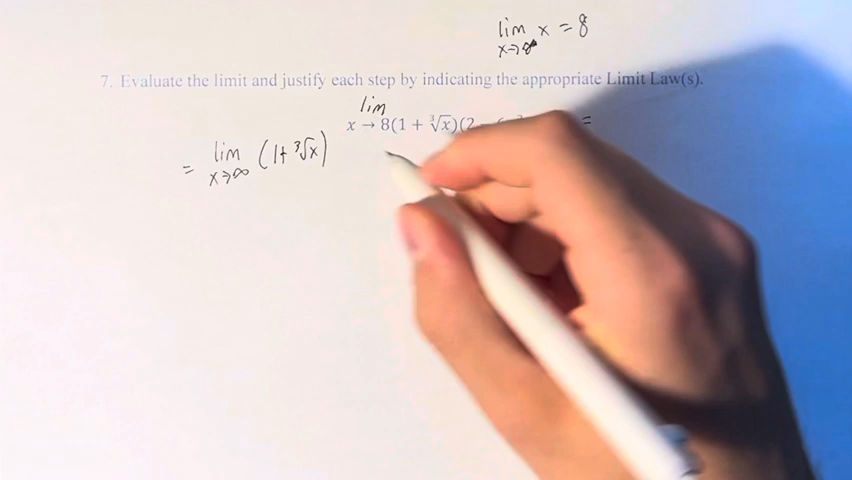 lim x = 8
x→8
7. Evaluate the limit and justify each step by indicating the appropriate Limit Law(s).
lim
x → 8(1 + ∛x)(2 =
= lim (1+ ∛x)
x→∞